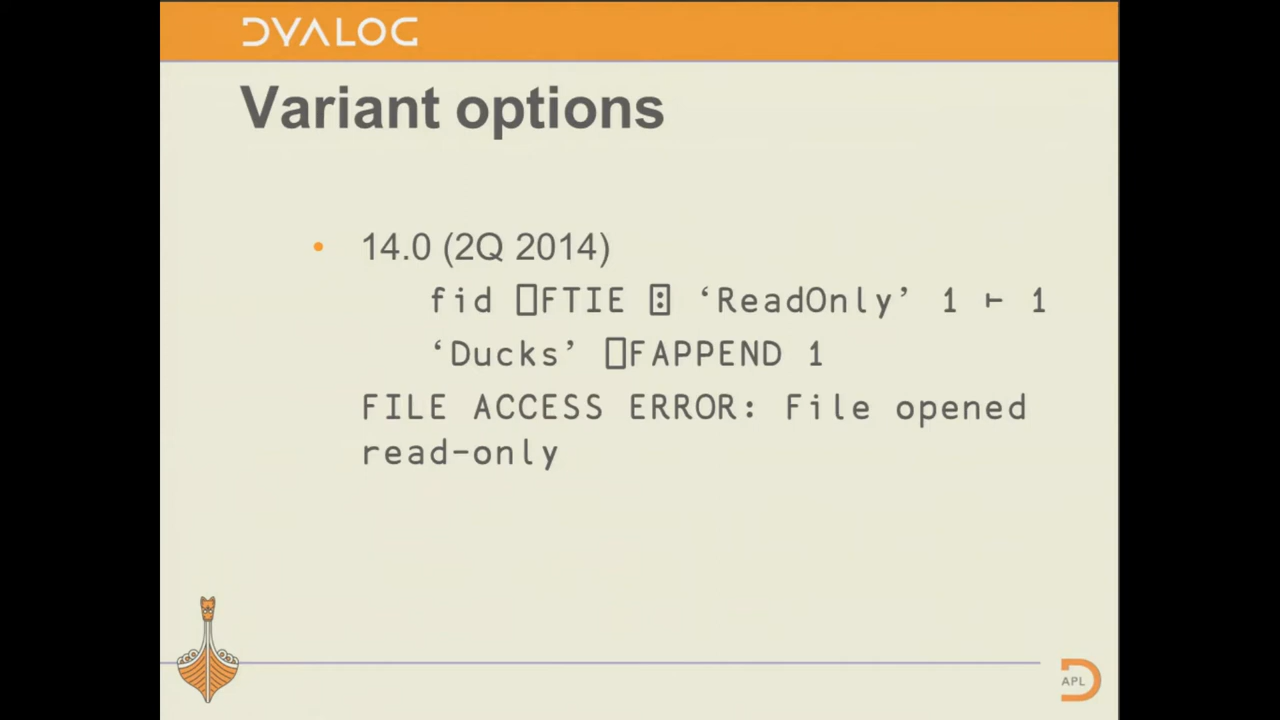 DYALOG
Variant options
• 14.0 (2Q 2014)
fid ⎕FTIE ⍠ ‘ReadOnly’ 1 ⊢ 1
‘Ducks’ ⎕FAPPEND 1
FILE ACCESS ERROR: File opened
read-only
APL